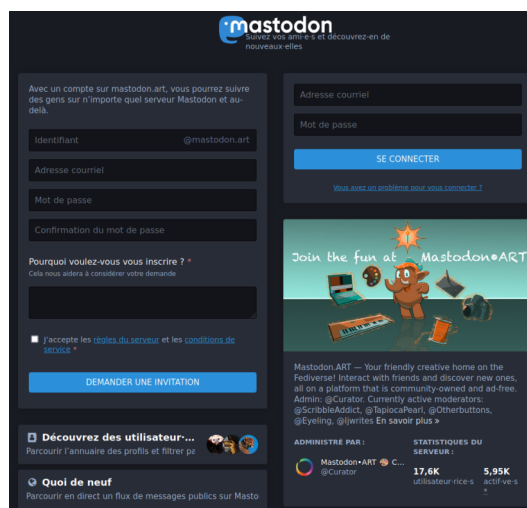 mastodon
Suivez vos ami·e·s et découvrez-en de
nouveaux·elles
Avec un compte sur mastodon.art, vous pourrez suivre
des gens sur n’importe quel serveur Mastodon et au-
delà.
Identifiant @mastodon.art
Adresse courriel
Mot de passe
Confirmation du mot de passe
Pourquoi voulez-vous vous inscrire ? *
Cela nous aidera à considérer votre demande
J’accepte les règles du serveur et les conditions de
service *
DEMANDER UNE INVITATION
Découvrez des utilisateur·…
Parcourir l’annuaire des profils et filtrer pa
Quoi de neuf
Parcourir en direct un flux de messages publics sur Masto
Adresse courriel
Mot de passe
SE CONNECTER
Vous avez un problème pour vous connecter ?
Join the fun at Mastodon•ART
Mastodon.ART — Your friendly creative home on the
Fediverse! Interact with friends and discover new ones,
all on a platform that is community-owned and ad-free.
Admin: @Curator. Currently active moderators:
@ScribbleAddict, @TapiocaPearl, @Otherbuttons,
@Eyeling, @ljwrites En savoir plus »
ADMINISTRÉ PAR :
Mastodon•ART 🎨 C…
@Curator
STATISTIQUES DU
SERVEUR :
17,6K 5,95K
utilisateur·rice·s actif·ve·s
*